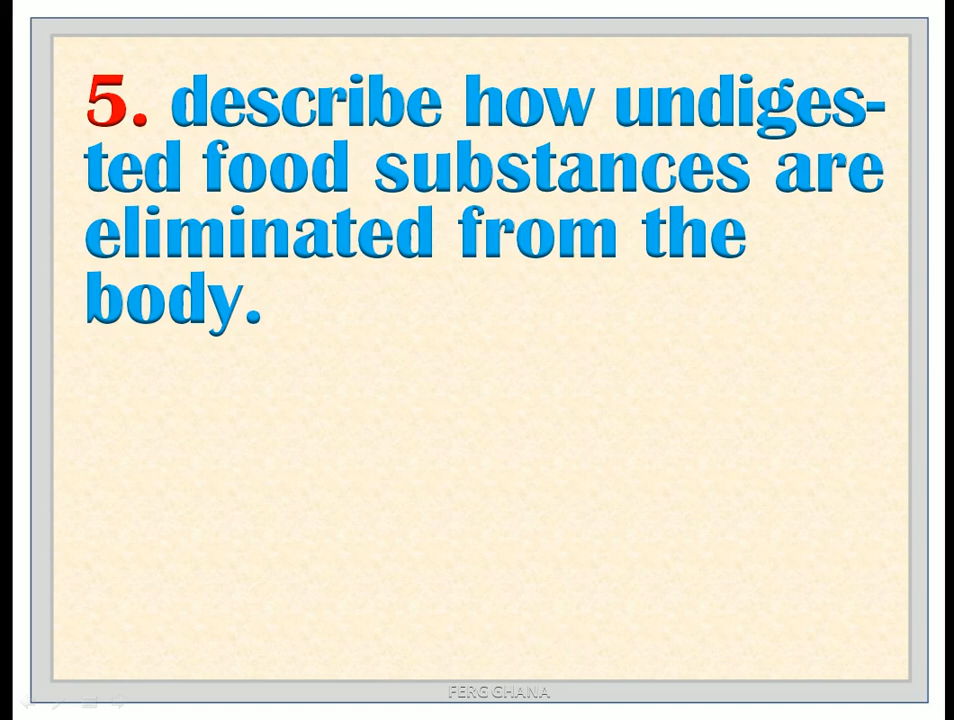 5. describe how undiges-
ted food substances are
eliminated from the
body.
FERG GHANA